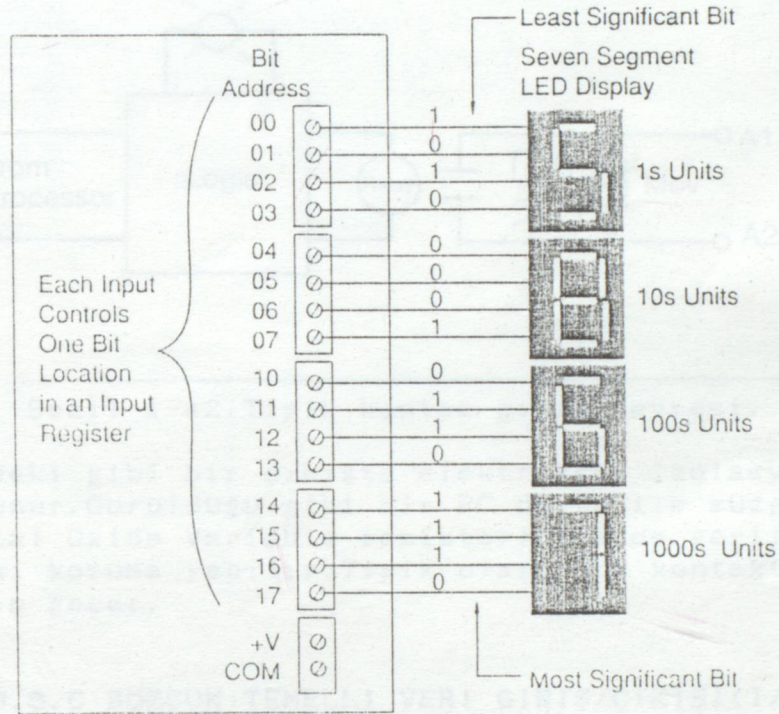 Least Significant Bit
Bit
Address
Seven Segment
LED Display
00 1
01 0
02 1
03 0
1s Units
04 0
05 0
06 0
07 1
10s Units
Each Input
Controls
One Bit
Location
in an Input
Register
10 0
11 1
12 1
13 0
100s Units
14 1
15 1
16 1
17 0
1000s Units
+V
COM
Most Significant Bit
A1
A2